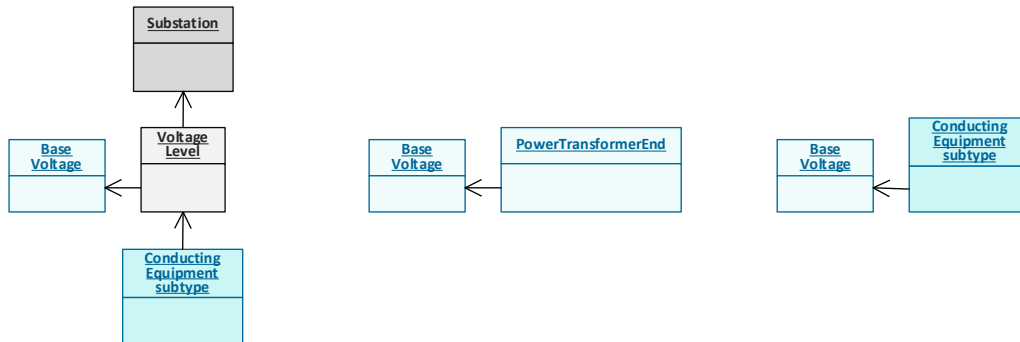 Substation
Voltage
Level
Base
Voltage
Conducting
Equipment
subtype
Base
Voltage
PowerTransformerEnd
Base
Voltage
Conducting
Equipment
subtype